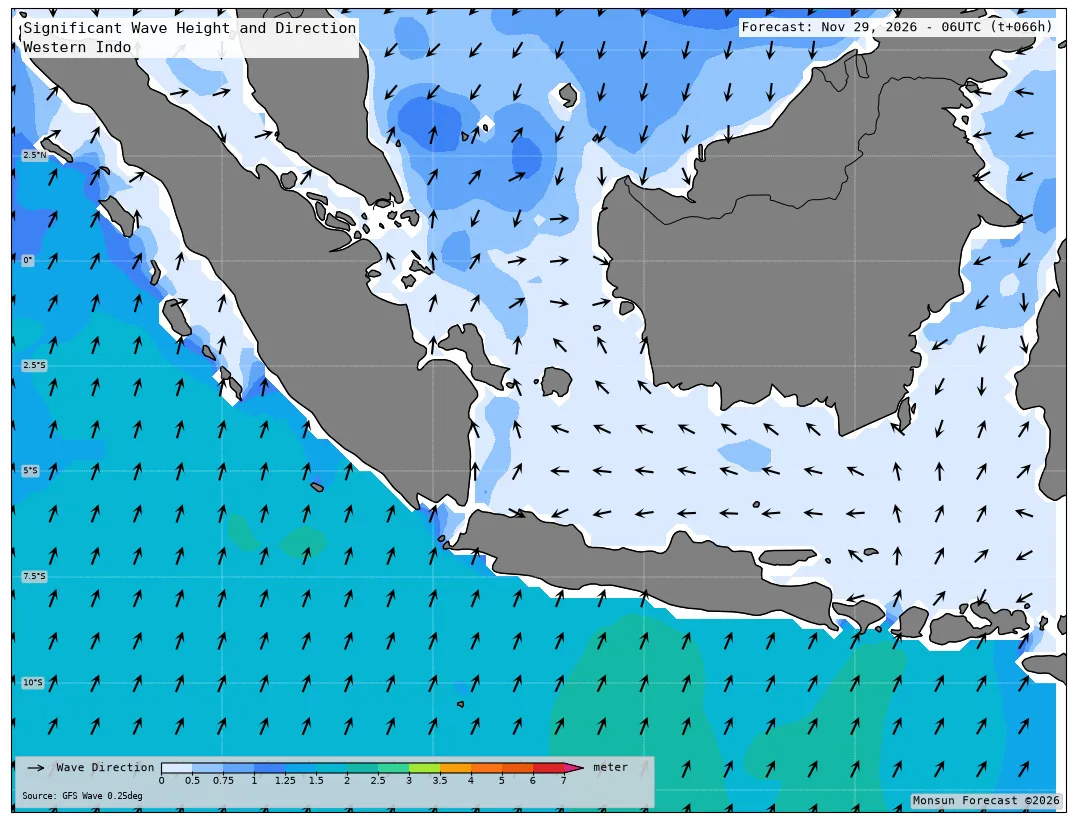 Significant Wave Height and Direction
Western Indo
Forecast: Nov 29, 2026 - 06UTC (t+066h)
2.5°N
0°
2.5°S
5°S
7.5°S
10°S
Wave Direction
meter
0 0.5 0.75 1 1.25 1.5 2 2.5 3 3.5 4 5 6 7
Source: GFS Wave 0.25deg
Monsun Forecast ©2026